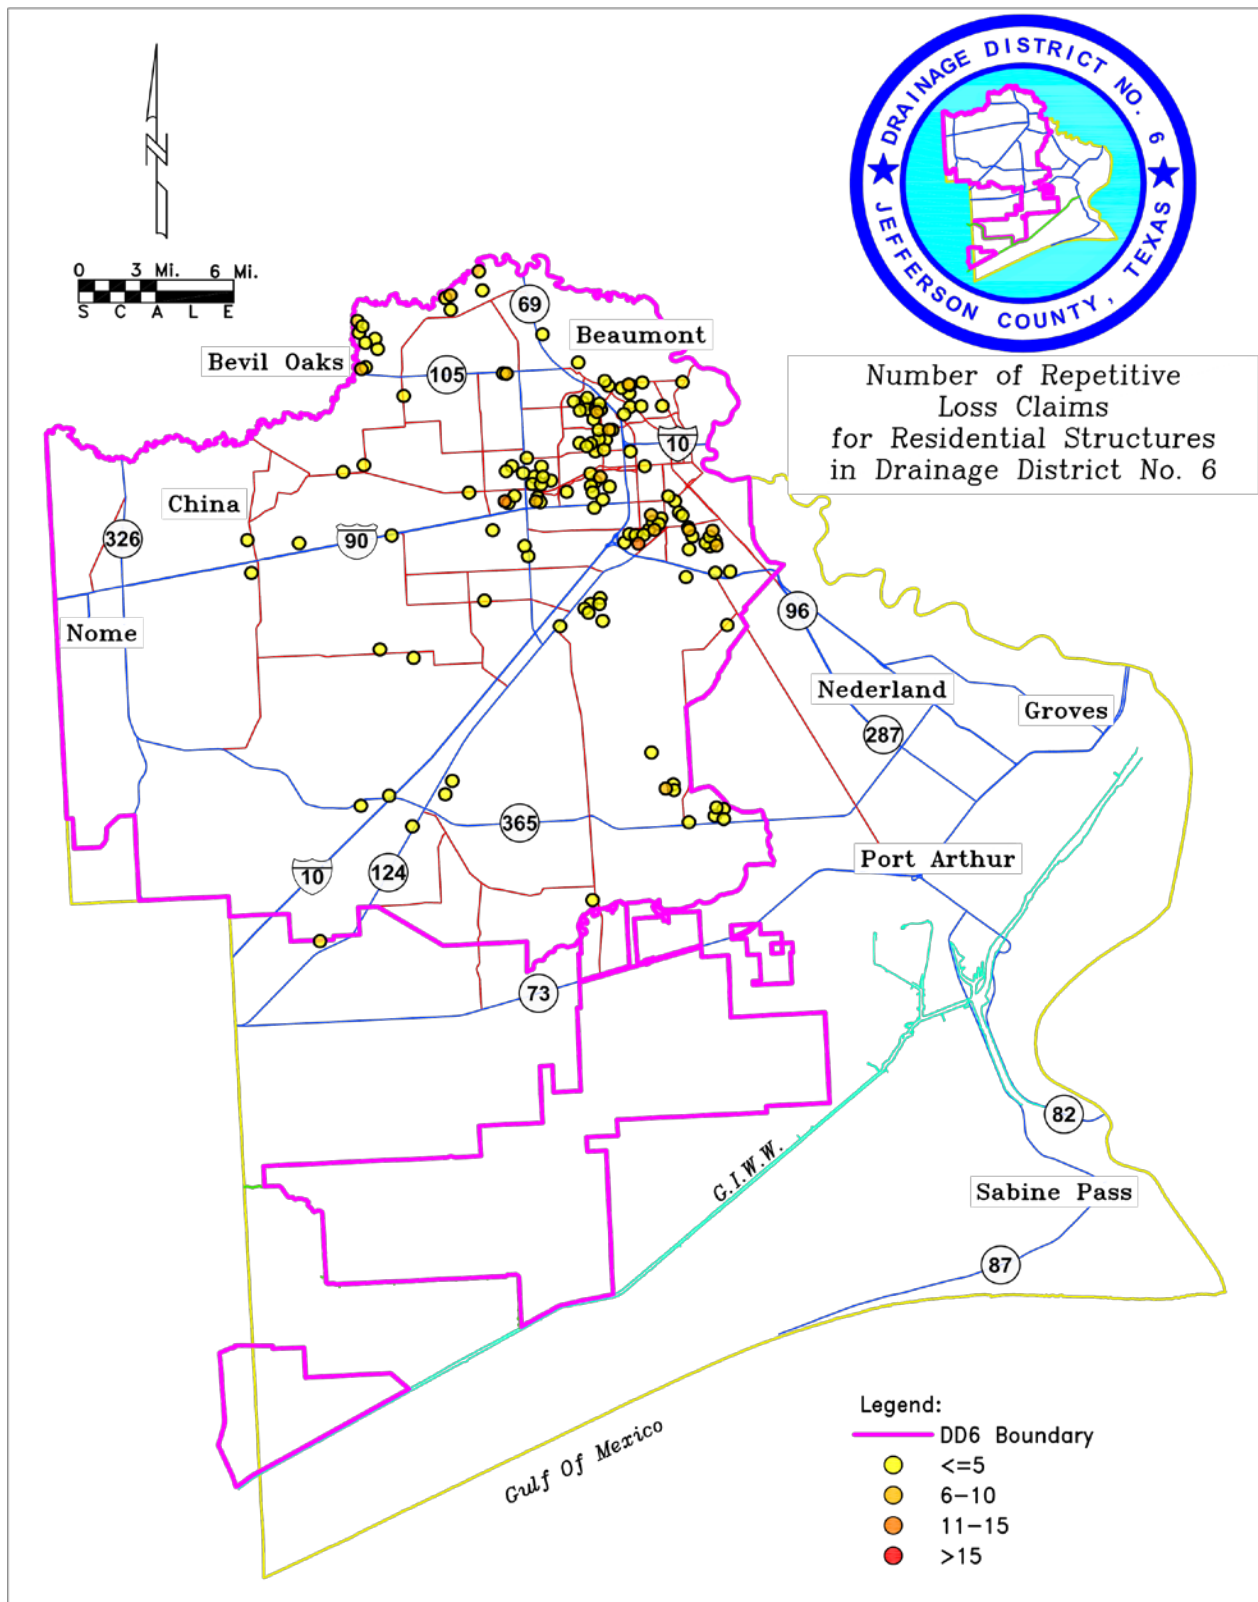 DRAINAGE DISTRICT NO. 6
JEFFERSON COUNTY, TEXAS
N
0 3 Mi. 6 Mi.
S C A L E
Number of Repetitive
Loss Claims
for Residential Structures
in Drainage District No. 6
69
Beaumont
Bevil Oaks
105
10
China
326
90
Nome
96
Nederland
Groves
287
365
Port Arthur
10
124
73
82
G.I.W.W.
Sabine Pass
87
Gulf Of Mexico
Legend:
DD6 Boundary
<=5
6-10
11-15
>15